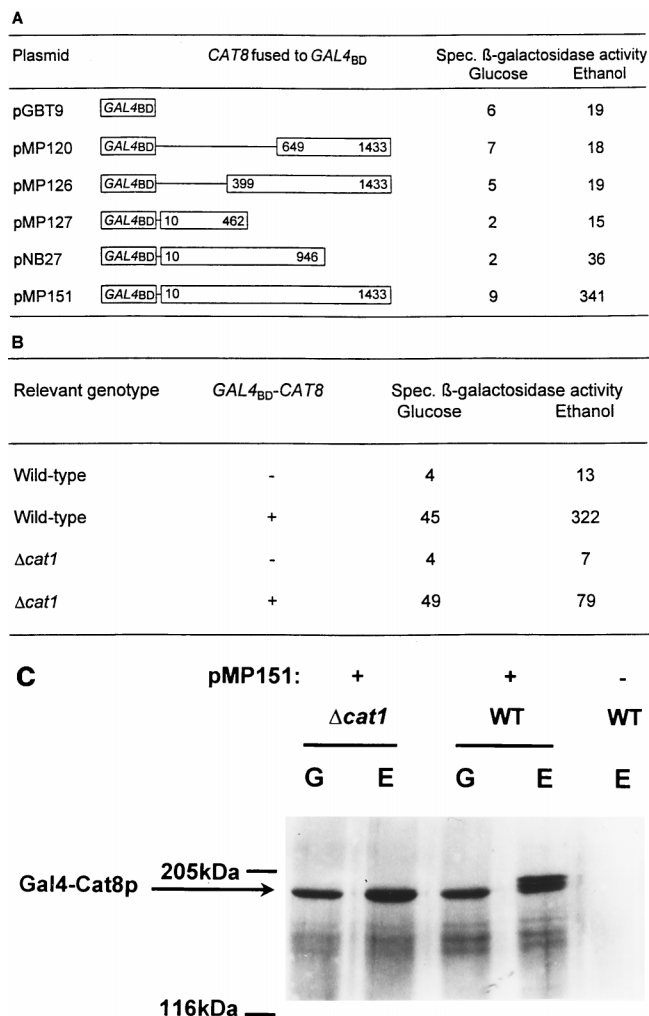 A
Plasmid CAT8 fused to GAL4BD Spec. ß-galactosidase activity
Glucose Ethanol
pGBT9 GAL4BD 6 19
pMP120 GAL4BD 649 1433 7 18
pMP126 GAL4BD 399 1433 5 19
pMP127 GAL4BD 10 462 2 15
pNB27 GAL4BD 10 946 2 36
pMP151 GAL4BD 10 1433 9 341
B
Relevant genotype GAL4BD-CAT8 Spec. ß-galactosidase activity
Glucose Ethanol
Wild-type - 4 13
Wild-type + 45 322
Δcat1 - 4 7
Δcat1 + 49 79
C pMP151: + + -
Δcat1 WT WT
G E G E E
205kDa
Gal4-Cat8p
116kDa